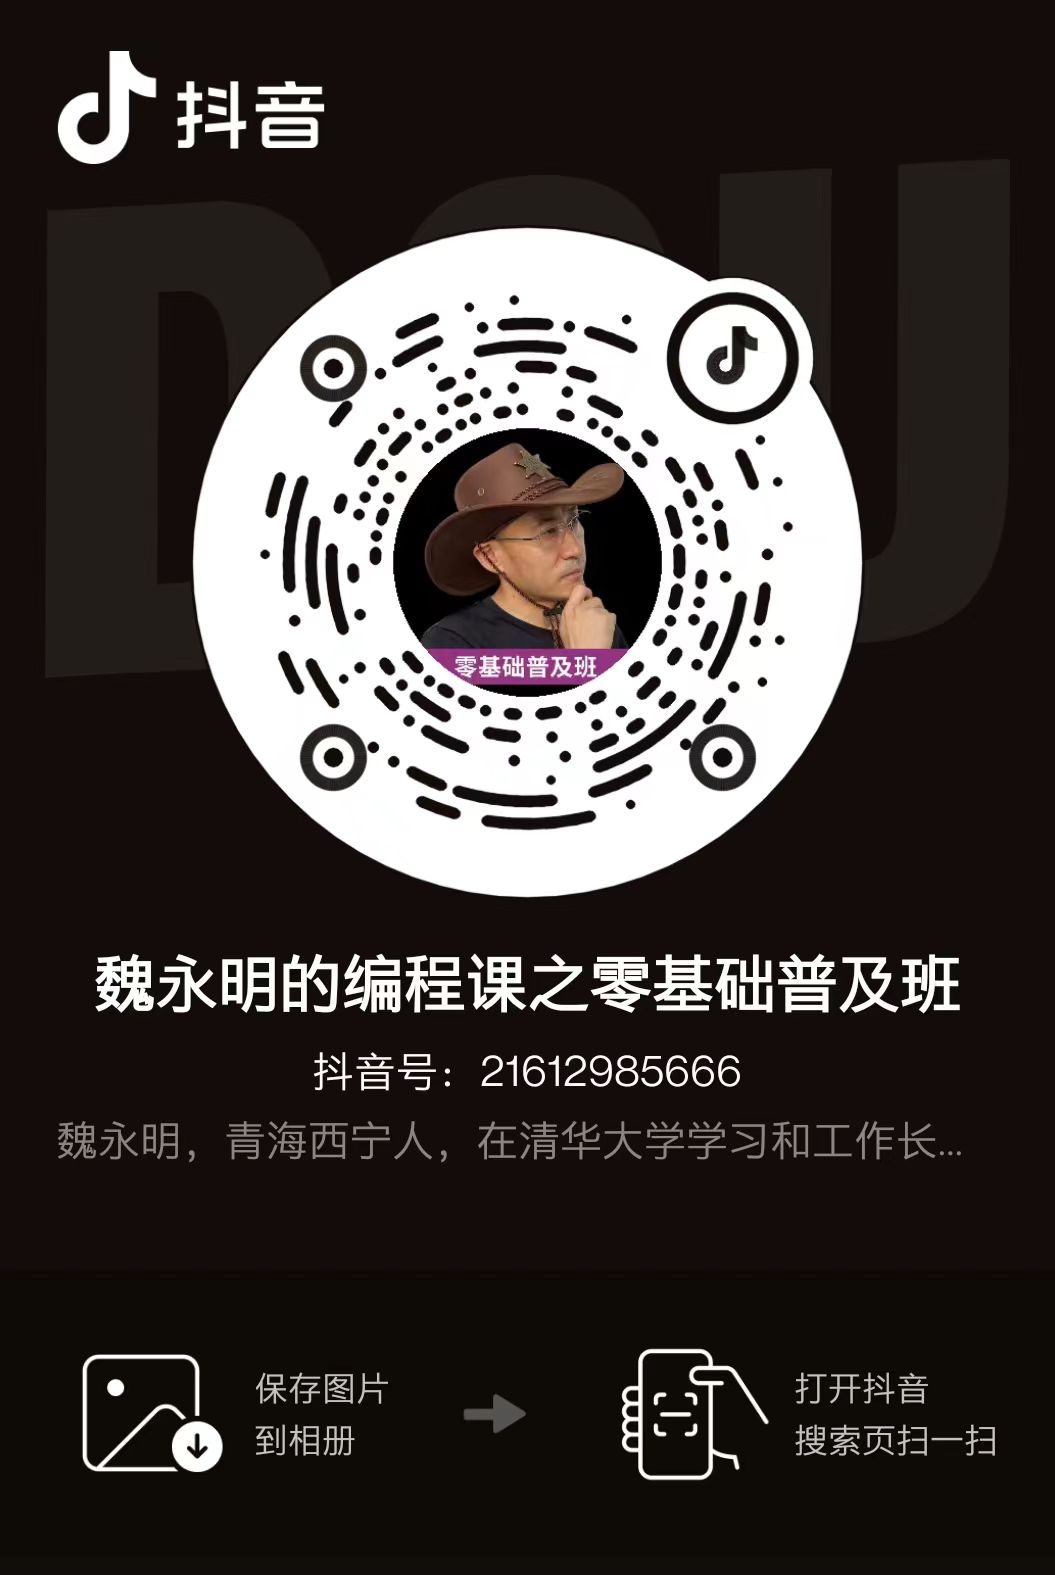 抖音
DOU
零基础普及班
魏永明的编程课之零基础普及班
抖音号：21612985666
魏永明，青海西宁人，在清华大学学习和工作长...
保存图片
到相册
打开抖音
搜索页扫一扫